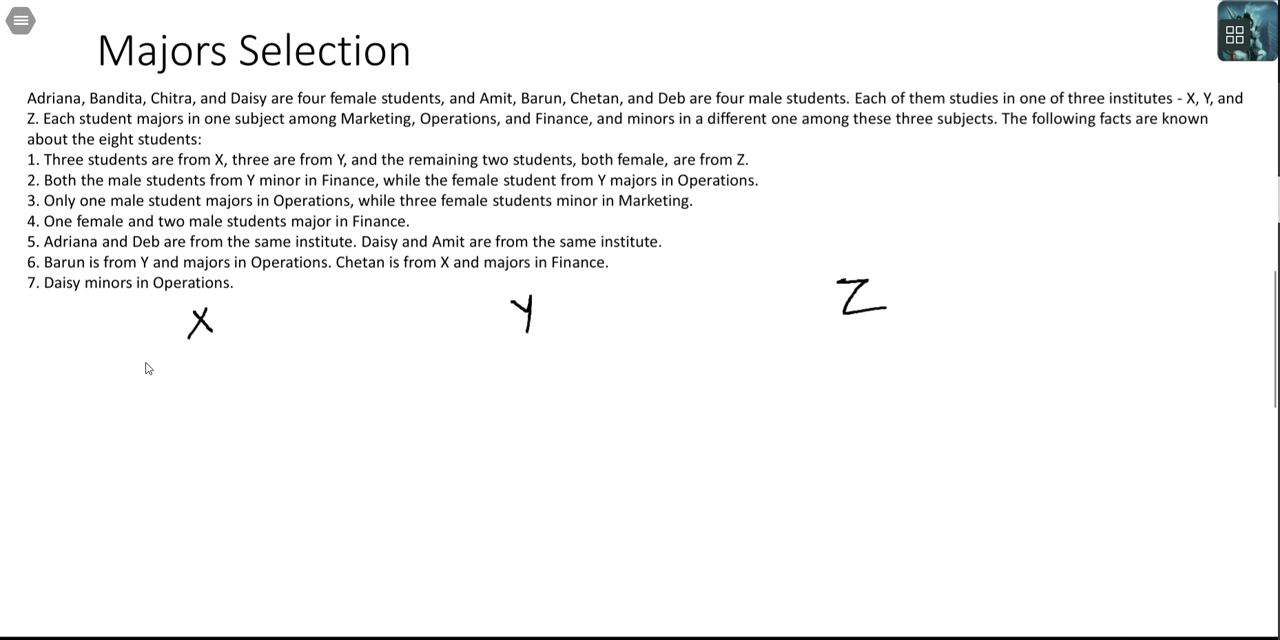 Majors Selection
Adriana, Bandita, Chitra, and Daisy are four female students, and Amit, Barun, Chetan, and Deb are four male students. Each of them studies in one of three institutes - X, Y, and
Z. Each student majors in one subject among Marketing, Operations, and Finance, and minors in a different one among these three subjects. The following facts are known
about the eight students:
1. Three students are from X, three are from Y, and the remaining two students, both female, are from Z.
2. Both the male students from Y minor in Finance, while the female student from Y majors in Operations.
3. Only one male student majors in Operations, while three female students minor in Marketing.
4. One female and two male students major in Finance.
5. Adriana and Deb are from the same institute. Daisy and Amit are from the same institute.
6. Barun is from Y and majors in Operations. Chetan is from X and majors in Finance.
7. Daisy minors in Operations.
X Y Z